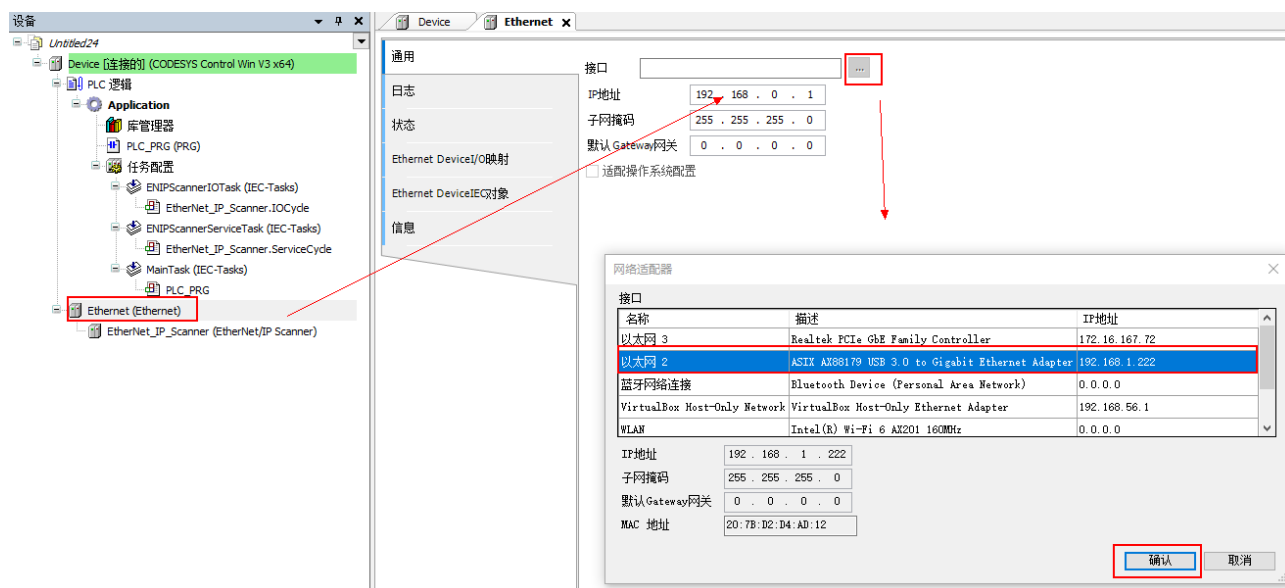 设备
Untitled24
Device [连接的] (CODESYS Control Win V3 x64)
PLC 逻辑
Application
库管理器
PLC_PRG (PRG)
任务配置
ENIPScannerIOTask (IEC-Tasks)
EtherNet_IP_Scanner.IOCycle
ENIPScannerServiceTask (IEC-Tasks)
EtherNet_IP_Scanner.ServiceCycle
MainTask (IEC-Tasks)
PLC_PRG
Ethernet (Ethernet)
EtherNet_IP_Scanner (EtherNet/IP Scanner)
Device
Ethernet
通用
日志
状态
Ethernet DeviceI/O映射
Ethernet DeviceIEC对象
信息
接口 ...
IP地址 192 . 168 . 0 . 1
子网掩码 255 . 255 . 255 . 0
默认Gateway网关 0 . 0 . 0 . 0
适配操作系统配置
网络适配器
接口
名称 描述 IP地址
以太网 3 Realtek PCIe GbE Family Controller 172.16.167.72
以太网 2 ASIX AX88179 USB 3.0 to Gigabit Ethernet Adapter 192.168.1.222
蓝牙网络连接 Bluetooth Device (Personal Area Network) 0.0.0.0
VirtualBox Host-Only Network VirtualBox Host-Only Ethernet Adapter 192.168.56.1
WLAN Intel(R) Wi-Fi 6 AX201 160MHz 0.0.0.0
IP地址 192 . 168 . 1 . 222
子网掩码 255 . 255 . 255 . 0
默认Gateway网关 0 . 0 . 0 . 0
MAC 地址 20:7B:D2:D4:AD:12
确认 取消